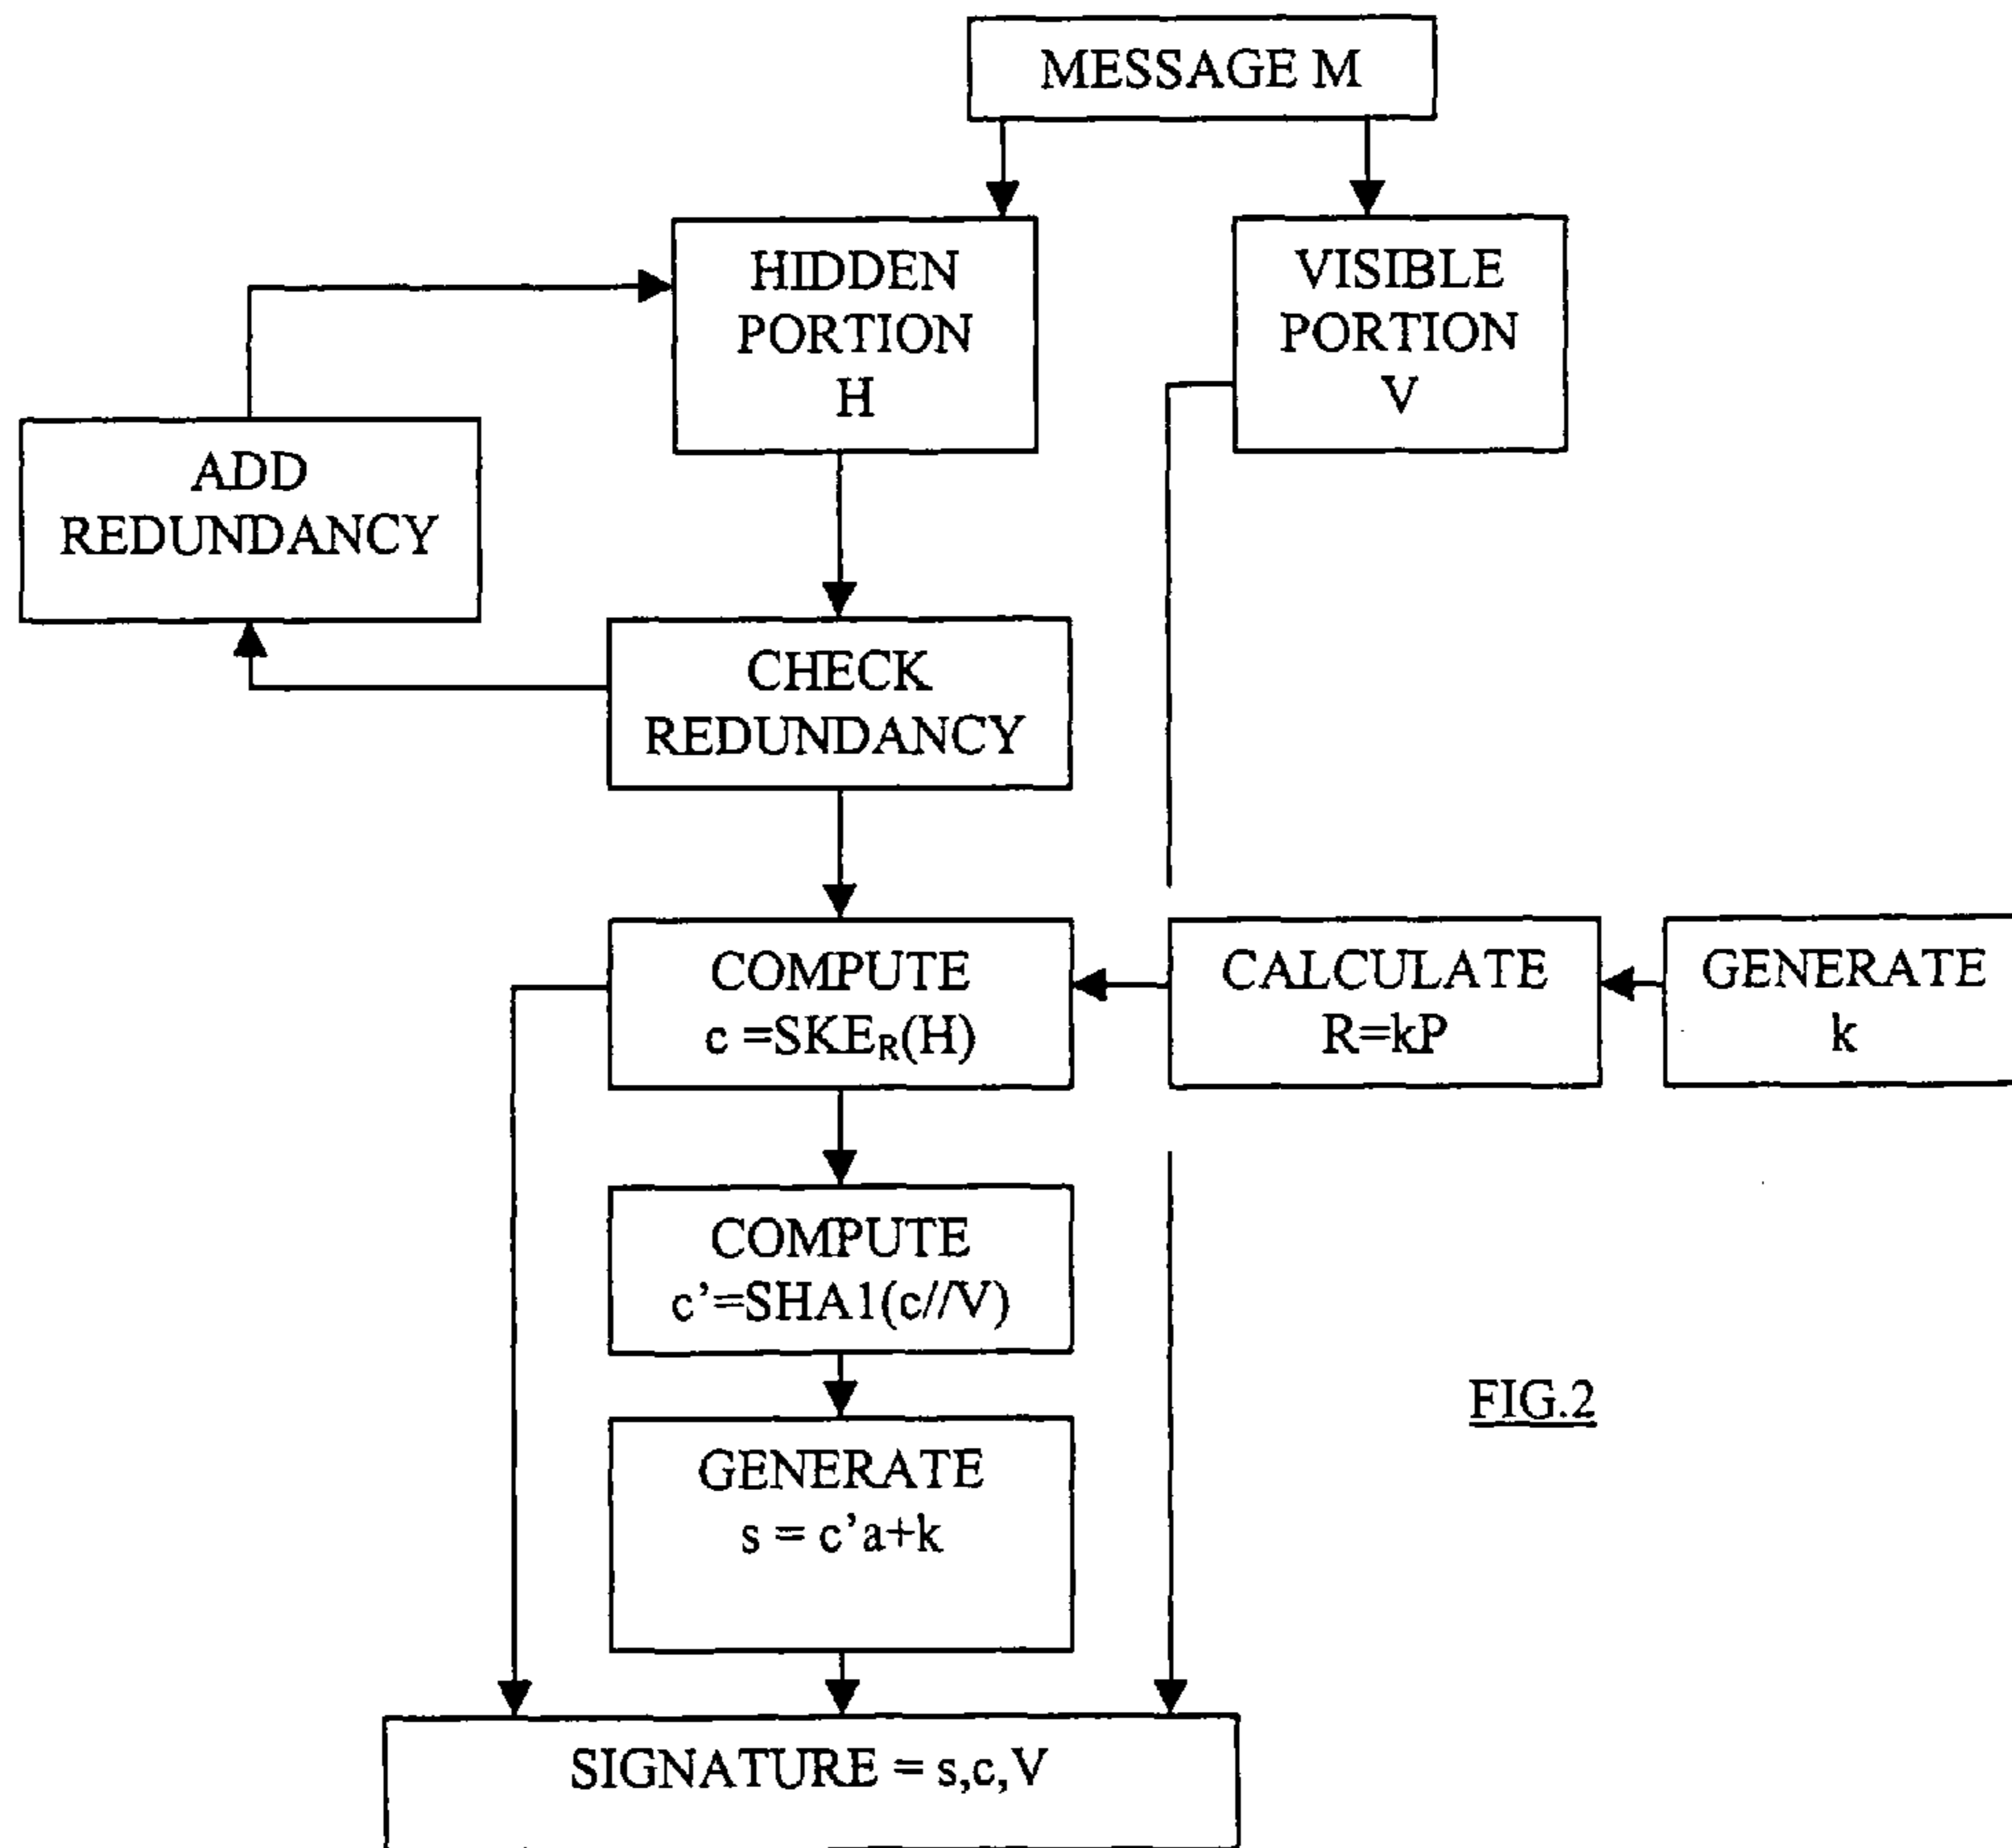 MESSAGE M
HIDDEN
PORTION
H
VISIBLE
PORTION
V
ADD
REDUNDANCY
CHECK
REDUNDANCY
COMPUTE
c =SKER(H)
CALCULATE
R=kP
GENERATE
k
COMPUTE
c’=SHA1(c//V)
GENERATE
s = c’a+k
FIG.2
SIGNATURE = s,c,V